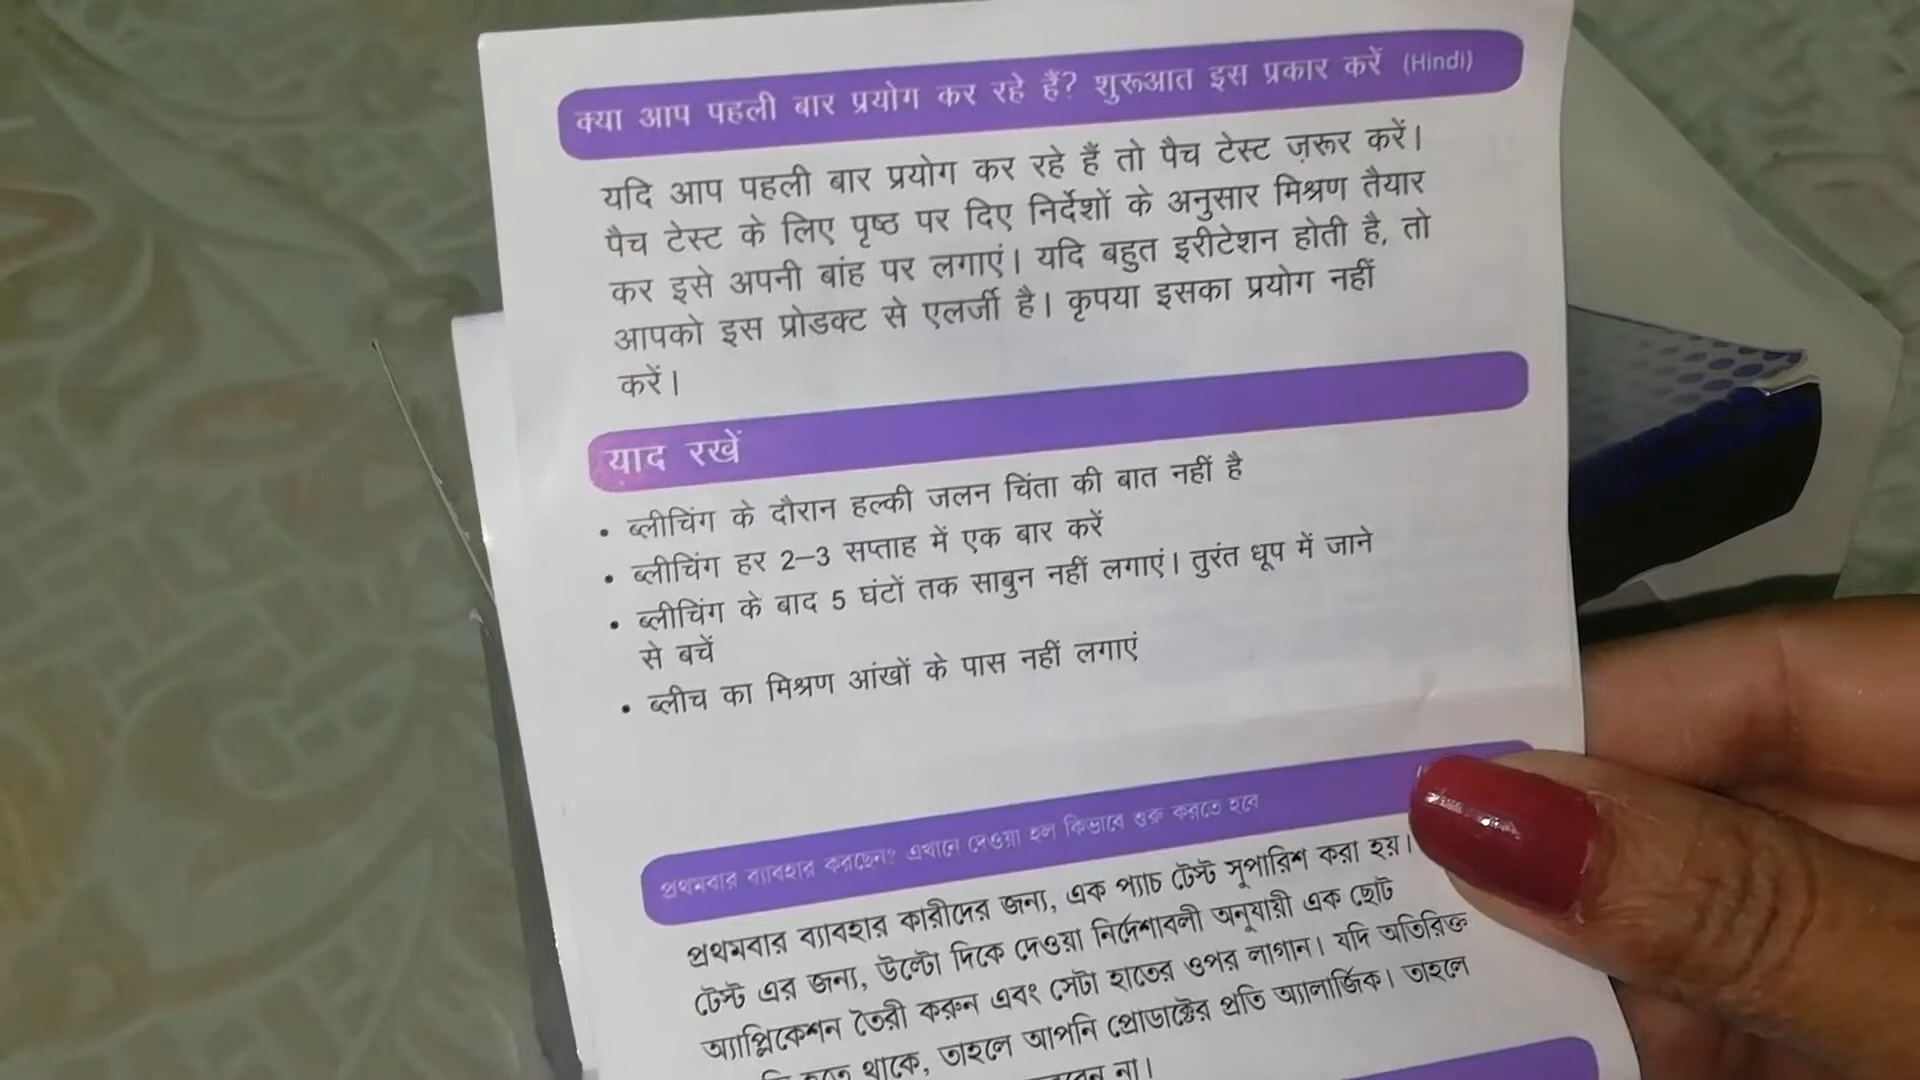 क्या आप पहली बार प्रयोग कर रहे हैं? शुरूआत इस प्रकार करें (Hindi)
यदि आप पहली बार प्रयोग कर रहे हैं तो पैच टेस्ट ज़रूर करें।
पैच टेस्ट के लिए पृष्ठ पर दिए निर्देशों के अनुसार मिश्रण तैयार
कर इसे अपनी बांह पर लगाएं। यदि बहुत इरीटेशन होती है, तो
आपको इस प्रोडक्ट से एलर्जी है। कृपया इसका प्रयोग नहीं
करें।
याद रखें
• ब्लीचिंग के दौरान हल्की जलन चिंता की बात नहीं है
• ब्लीचिंग हर 2–3 सप्ताह में एक बार करें
• ब्लीचिंग के बाद 5 घंटों तक साबुन नहीं लगाएं। तुरंत धूप में जाने
से बचें
• ब्लीच का मिश्रण आंखों के पास नहीं लगाएं
প্রথমবার ব্যাবহার করছেন? এখানে দেওয়া হল কিভাবে শুরু করতে হবে
প্রথমবার ব্যাবহার কারীদের জন্য, এক প্যাচ টেস্ট সুপারিশ করা হয়।
টেস্ট এর জন্য, উল্টো দিকে দেওয়া নির্দেশাবলী অনুযায়ী এক ছোট
অ্যাপ্লিকেশন তৈরী করুন এবং সেটা হাতের ওপর লাগান। যদি অতিরিক্ত
থাকে, তাহলে আপনি প্রোডাক্টের প্রতি অ্যালার্জিক। তাহলে
না।